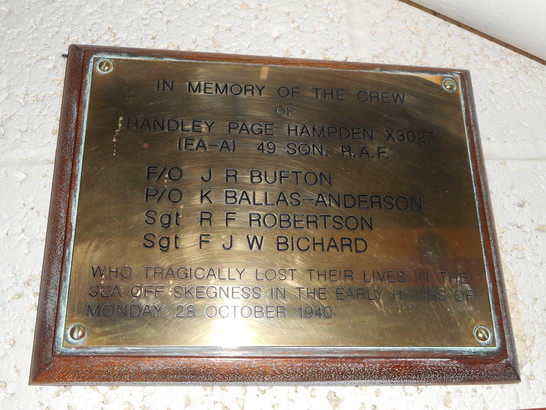 IN MEMORY OF THE CREW
OF
HANDLEY PAGE HAMPDEN X3027
(EA-A) 49 SQN. R.A.F.
F/O J R BUFTON
P/O K BALLAS-ANDERSON
Sgt R F ROBERTSON
Sgt F J W BICHARD
WHO TRAGICALLY LOST THEIR LIVES IN THE
SEA OFF SKEGNESS IN THE EARLY HOURS OF
MONDAY 28 OCTOBER 1940